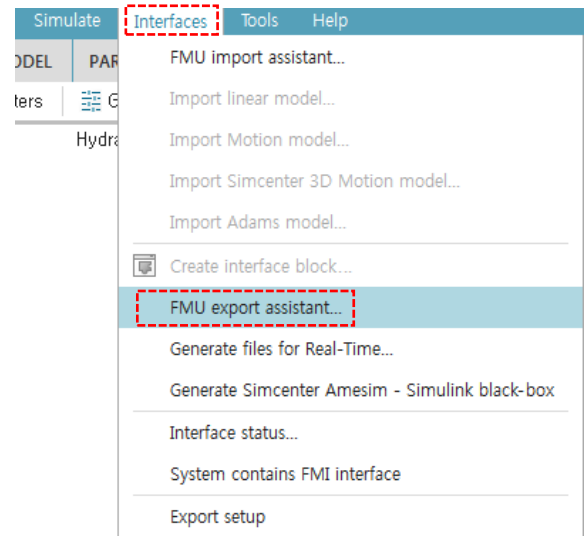 Simulate Interfaces Tools Help
ODEL PAR
ters G
Hydra
FMU import assistant...
Import linear model...
Import Motion model...
Import Simcenter 3D Motion model...
Import Adams model...
Create interface block...
FMU export assistant...
Generate files for Real-Time...
Generate Simcenter Amesim - Simulink black-box
Interface status...
System contains FMI interface
Export setup